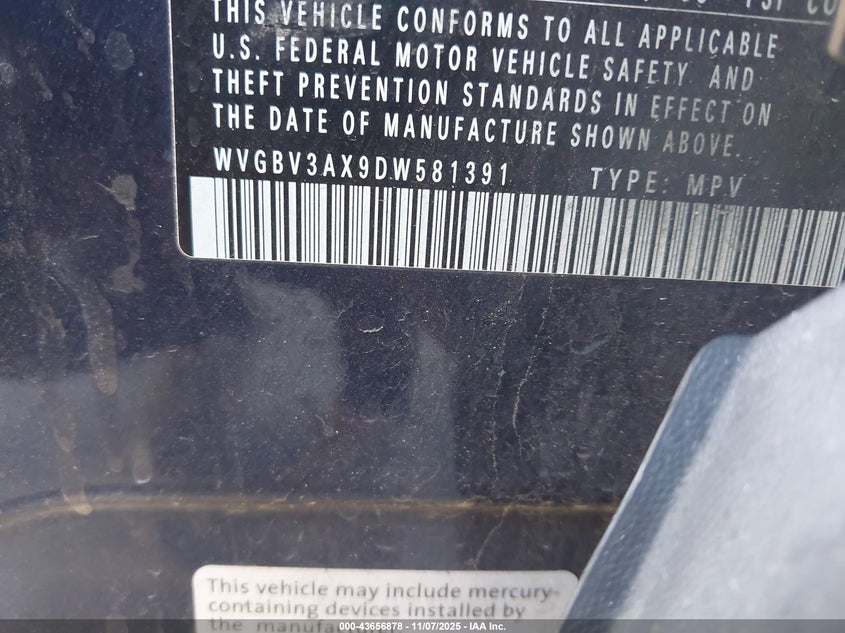 THIS VEHICLE CONFORMS TO ALL APPLICABLE
U.S. FEDERAL MOTOR VEHICLE SAFETY AND
THEFT PREVENTION STANDARDS IN EFFECT ON
THE DATE OF MANUFACTURE SHOWN ABOVE.
WVGBV3AX9DW581391 TYPE: MPV
This vehicle may include mercury-
containing devices installed by
the
000-43656878 - 11/07/2025 - IAA Inc.